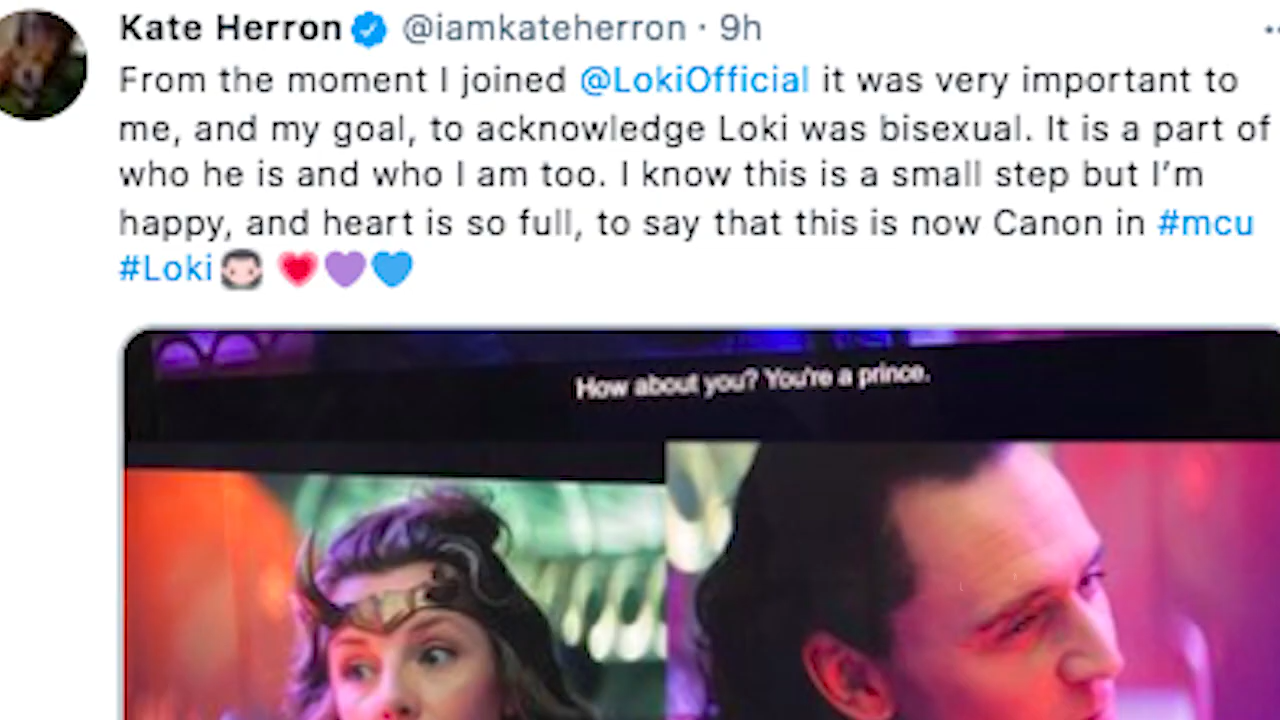 Kate Herron @iamkateherron · 9h
From the moment I joined @LokiOfficial it was very important to
me, and my goal, to acknowledge Loki was bisexual. It is a part of
who he is and who I am too. I know this is a small step but I’m
happy, and heart is so full, to say that this is now Canon in #mcu
#Loki
How about you? You're a prince.